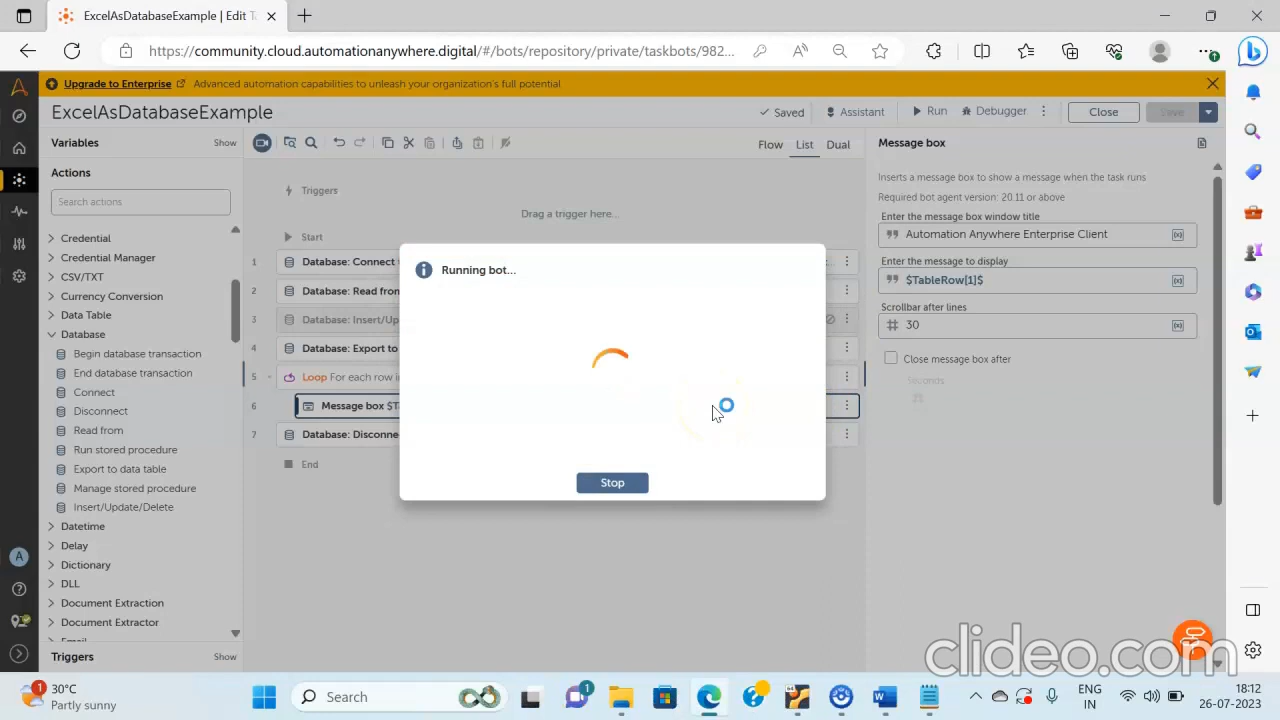 ExcelAsDatabaseExample | Edit Ta
https://community.cloud.automationanywhere.digital/#/bots/repository/private/taskbots/982...
Upgrade to Enterprise Advanced automation capabilities to unleash your organization's full potential
ExcelAsDatabaseExample
Saved
Assistant
Run
Debugger
Close
Save
Variables
Show
Flow
List
Dual
Message box
Actions
Search actions
Credential
Credential Manager
CSV/TXT
Currency Conversion
Data Table
Database
Begin database transaction
End database transaction
Connect
Disconnect
Read from
Run stored procedure
Export to data table
Manage stored procedure
Insert/Update/Delete
Datetime
Delay
Dictionary
DLL
Document Extraction
Document Extractor
Email
Triggers
Show
Triggers
Drag a trigger here...
Start
1 Database: Connect
2 Database: Read from
3 Database: Insert/Up
4 Database: Export to
5 Loop For each row in
6 Message box $Ta
7 Database: Disconne
End
Running bot...
Stop
Inserts a message box to show a message when the task runs
Required bot agent version: 20.11 or above
Enter the message box window title
Automation Anywhere Enterprise Client
Enter the message to display
$TableRow[1]$
Scrollbar after lines
30
Close message box after
Seconds
A
clideo.com
1
30°C
Partly sunny
Search
1
ENG
IN
18:12
26-07-2023